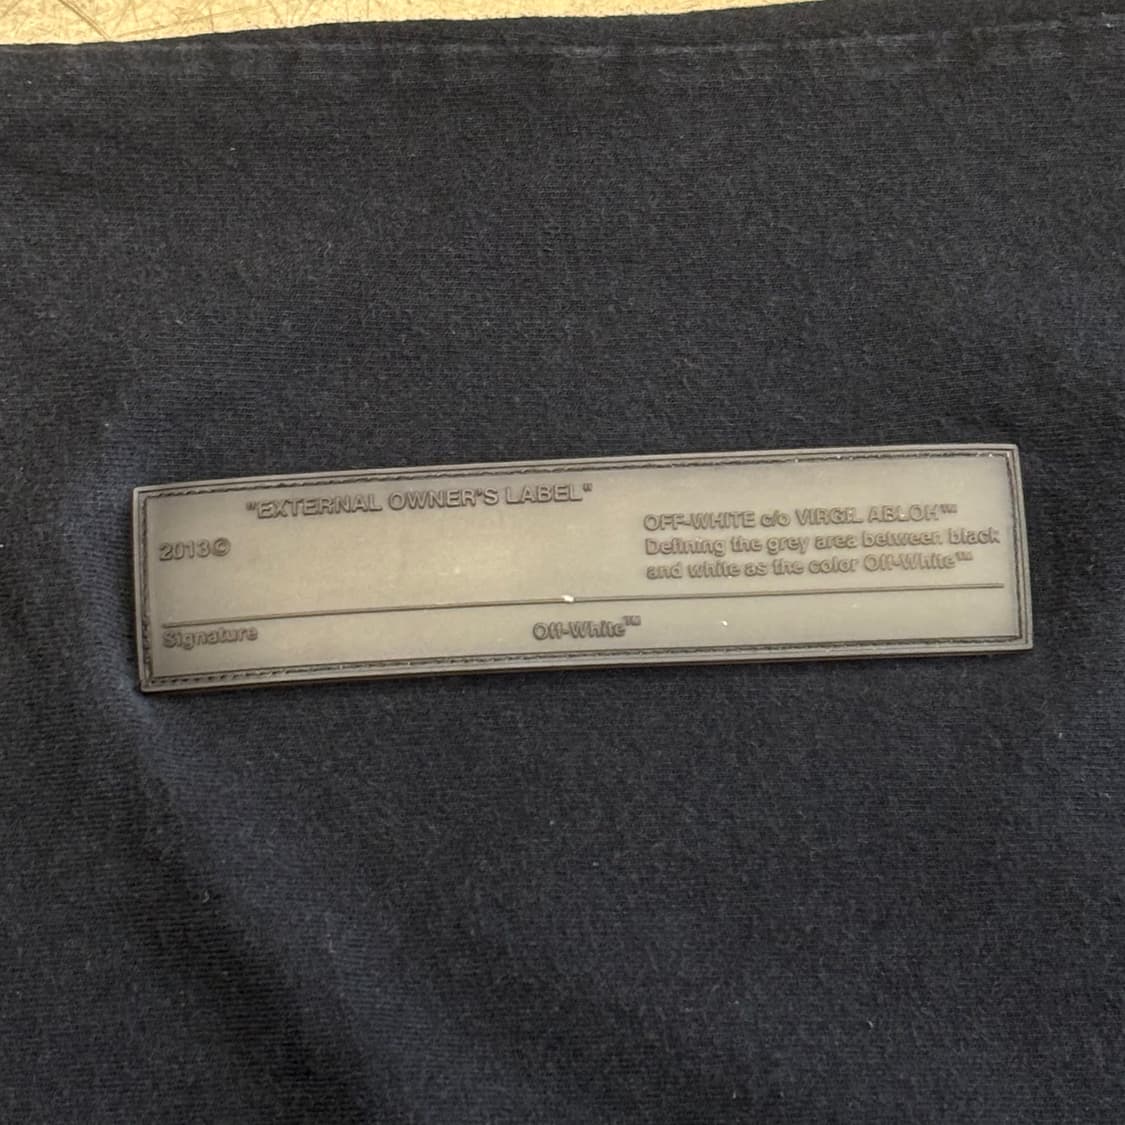 "EXTERNAL OWNER'S LABEL"
2013©
OFF-WHITE c/o VIRGIL ABLOH™
Defining the grey area between black
and white as the color Off-White™
Signature
Off-White™